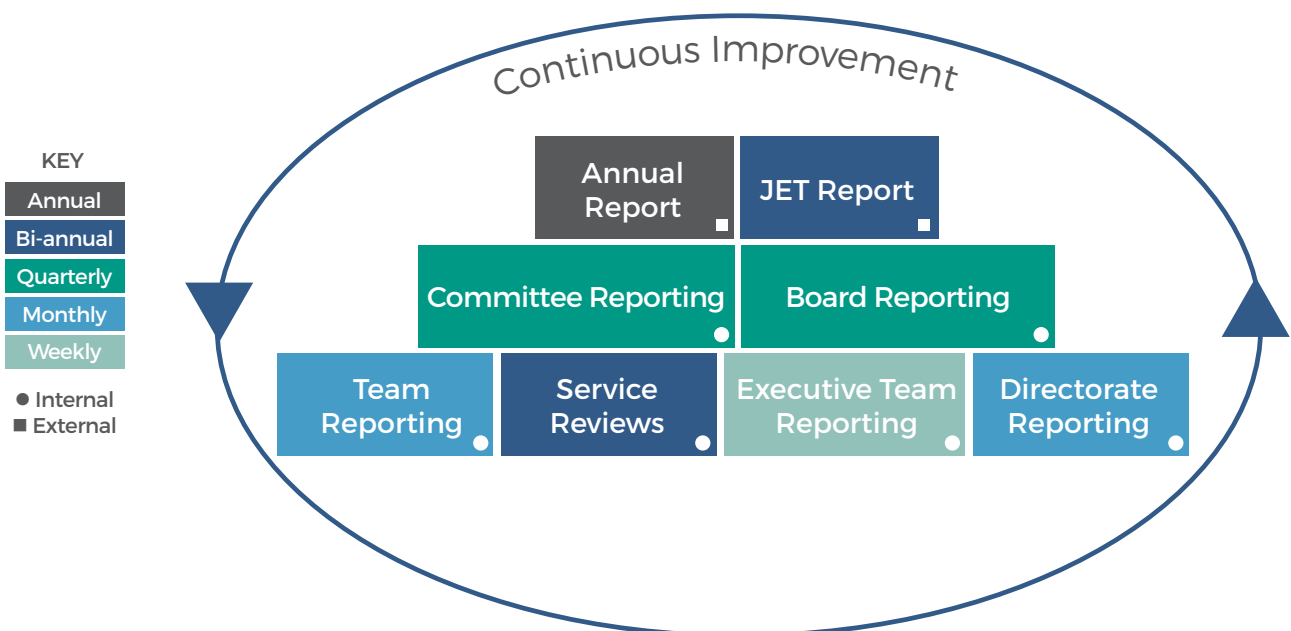 Continuous Improvement
KEY
Annual
Bi-annual
Quarterly
Monthly
Weekly
Internal
External
Annual
Report
JET Report
Committee Reporting
Board Reporting
Team
Reporting
Service
Reviews
Executive Team
Reporting
Directorate
Reporting